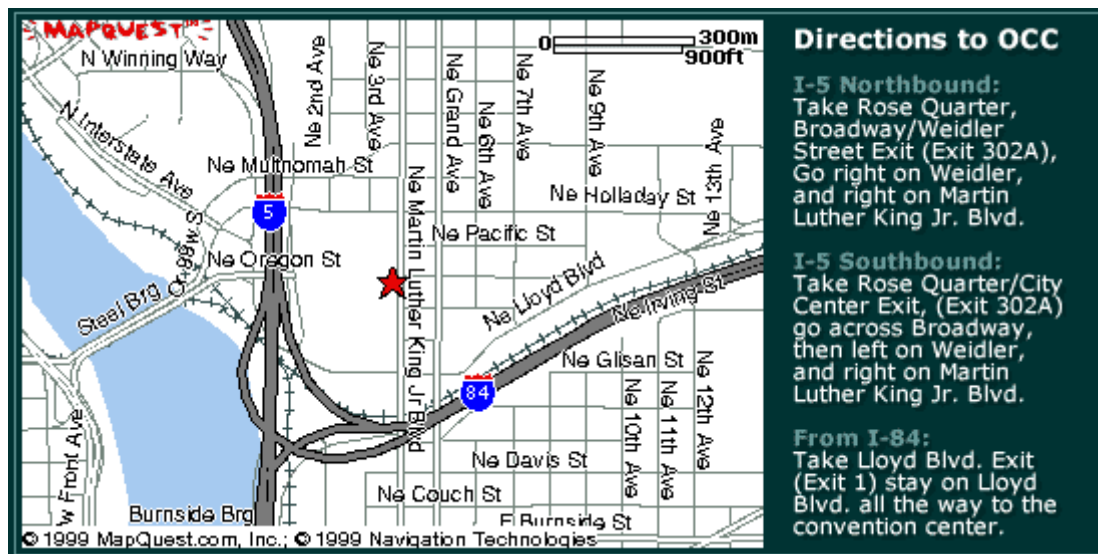 MAPQUEST
TM
N Winning Way
N Interstate Ave
Ne 2nd Ave
Ne 3rd Ave
Ne Grand Ave
Ne 6th Ave
Ne 7th Ave
Ne 9th Ave
Ne 13th Ave
0
300m
900ft
Ne Multnomah St
Ne Holladay St
5
Ne Martin Luther King Jr Blvd
Ne Pacific St
Ne Oregon St
Steel Brg
Ne Lloyd Blvd
Ne Irving St
Ne Glisan St
84
Ne 10th Ave
Ne 11th Ave
Ne 12th Ave
Ne Davis St
Ne Couch St
W Front Ave
Burnside Brg
E Burnside St
© 1999 MapQuest.com, Inc.; © 1999 Navigation Technologies
Directions to OCC
I-5 Northbound:
Take Rose Quarter,
Broadway/Weidler
Street Exit (Exit 302A),
Go right on Weidler,
and right on Martin
Luther King Jr. Blvd.
I-5 Southbound:
Take Rose Quarter/City
Center Exit, (Exit 302A)
go across Broadway,
then left on Weidler,
and right on Martin
Luther King Jr. Blvd.
From I-84:
Take Lloyd Blvd. Exit
(Exit 1) stay on Lloyd
Blvd. all the way to the
convention center.